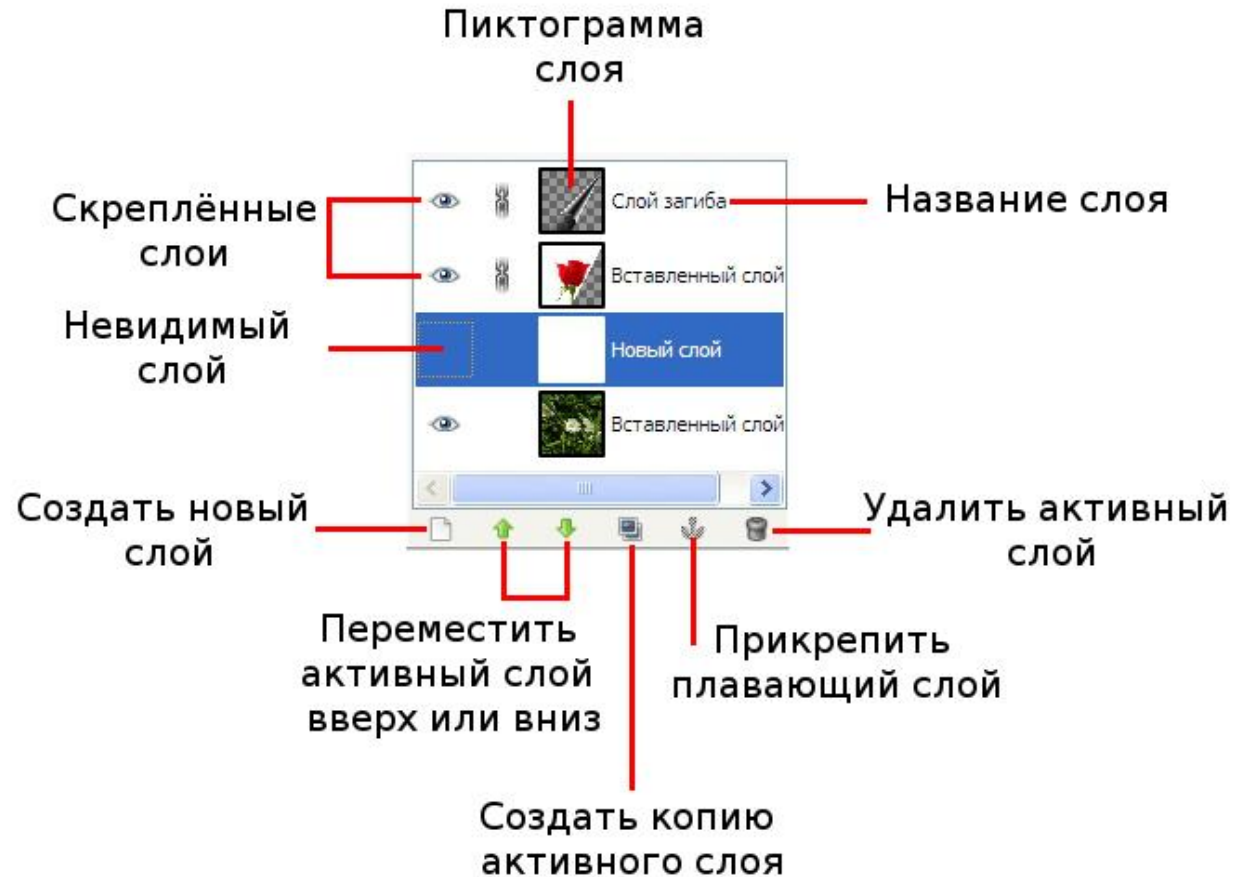 Пиктограмма
слоя
Скреплённые
слои
Слой загиба
Название слоя
Вставленный слой
Невидимый
слой
Новый слой
Вставленный слой
Создать новый
слой
Удалить активный
слой
Переместить
активный слой
вверх или вниз
Прикрепить
плавающий слой
Создать копию
активного слоя